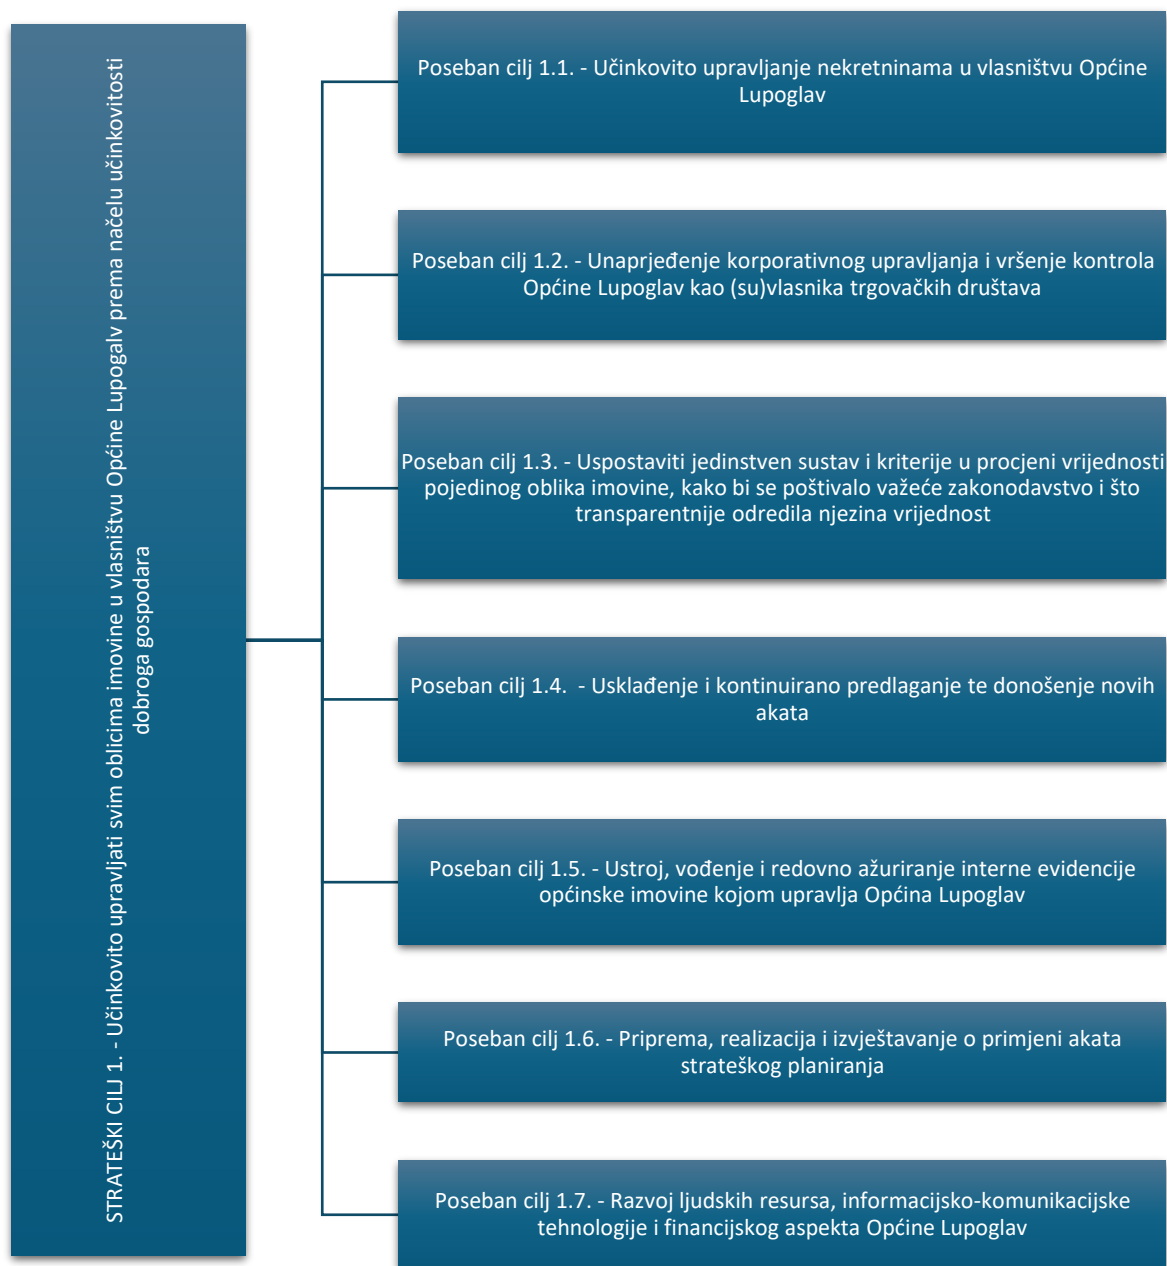 STRATEŠKI CILJ 1. - Učinkovito upravljati svim oblicima imovine u vlasništvu Općine Lupogalv prema načelu učinkovitosti
dobroga gospodara
Poseban cilj 1.1. - Učinkovito upravljanje nekretninama u vlasništvu Općine
Lupoglav
Poseban cilj 1.2. - Unaprjeđenje korporativnog upravljanja i vršenje kontrola
Općine Lupoglav kao (su)vlasnika trgovačkih društava
Poseban cilj 1.3. - Uspostaviti jedinstven sustav i kriterije u procjeni vrijednosti
pojedinog oblika imovine, kako bi se poštivalo važeće zakonodavstvo i što
transparentnije odredila njezina vrijednost
Poseban cilj 1.4.  - Usklađenje i kontinuirano predlaganje te donošenje novih
akata
Poseban cilj 1.5. - Ustroj, vođenje i redovno ažuriranje interne evidencije
općinske imovine kojom upravlja Općina Lupoglav
Poseban cilj 1.6. - Priprema, realizacija i izvještavanje o primjeni akata
strateškog planiranja
Poseban cilj 1.7. - Razvoj ljudskih resursa, informacijsko-komunikacijske
tehnologije i financijskog aspekta Općine Lupoglav